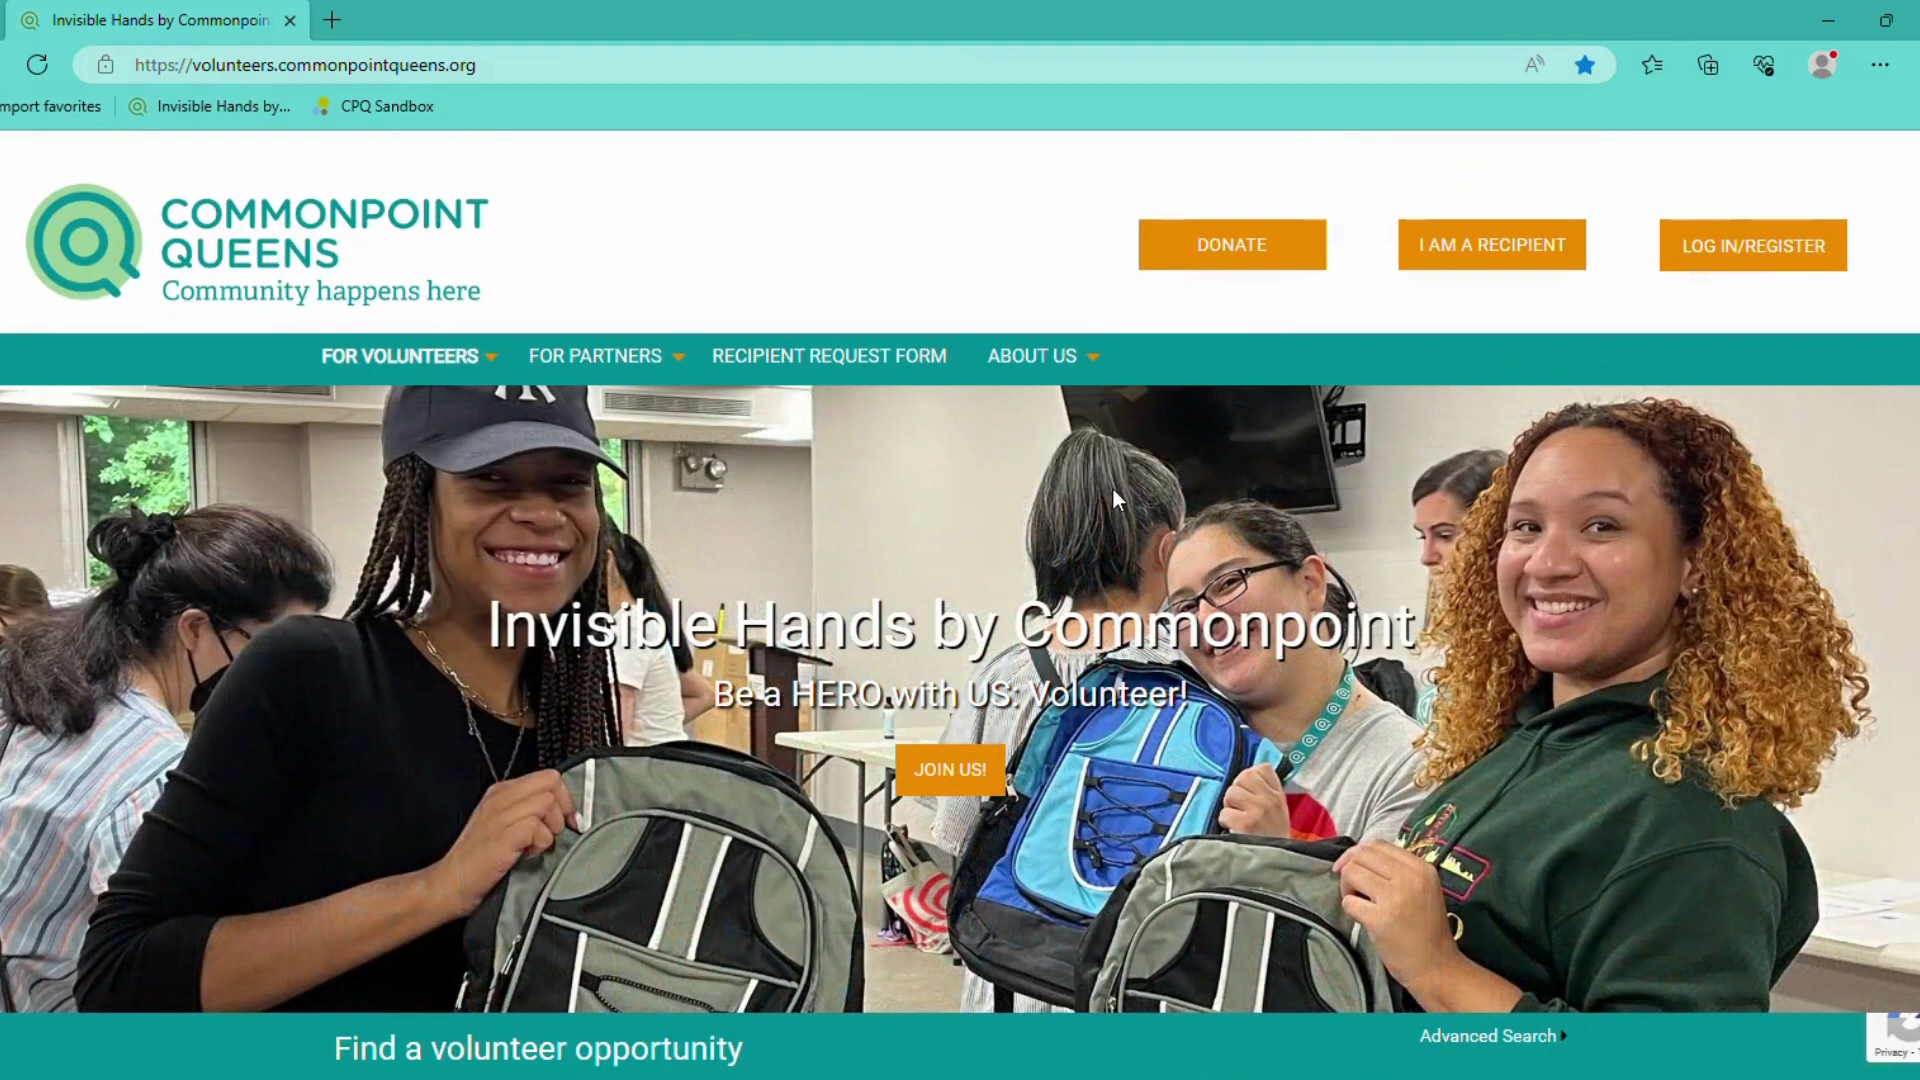 Invisible Hands by Commonpoin
https://volunteers.commonpointqueens.org
mport favorites
Invisible Hands by...
CPQ Sandbox
COMMONPOINT
QUEENS
Community happens here
DONATE
I AM A RECIPIENT
LOG IN/REGISTER
FOR VOLUNTEERS
FOR PARTNERS
RECIPIENT REQUEST FORM
ABOUT US
Invisible Hands by Commonpoint
Be a HERO with US: Volunteer!
JOIN US!
Find a volunteer opportunity
Advanced Search
Privacy -